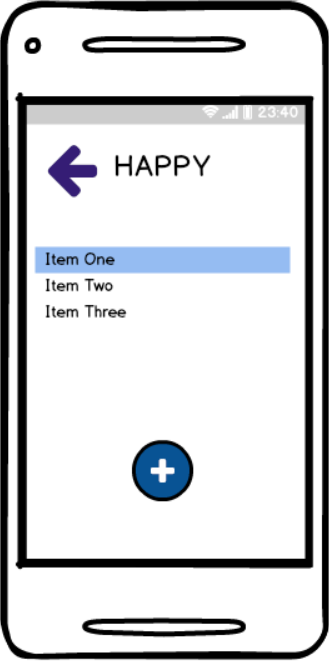 23:40
HAPPY
Item One
Item Two
Item Three